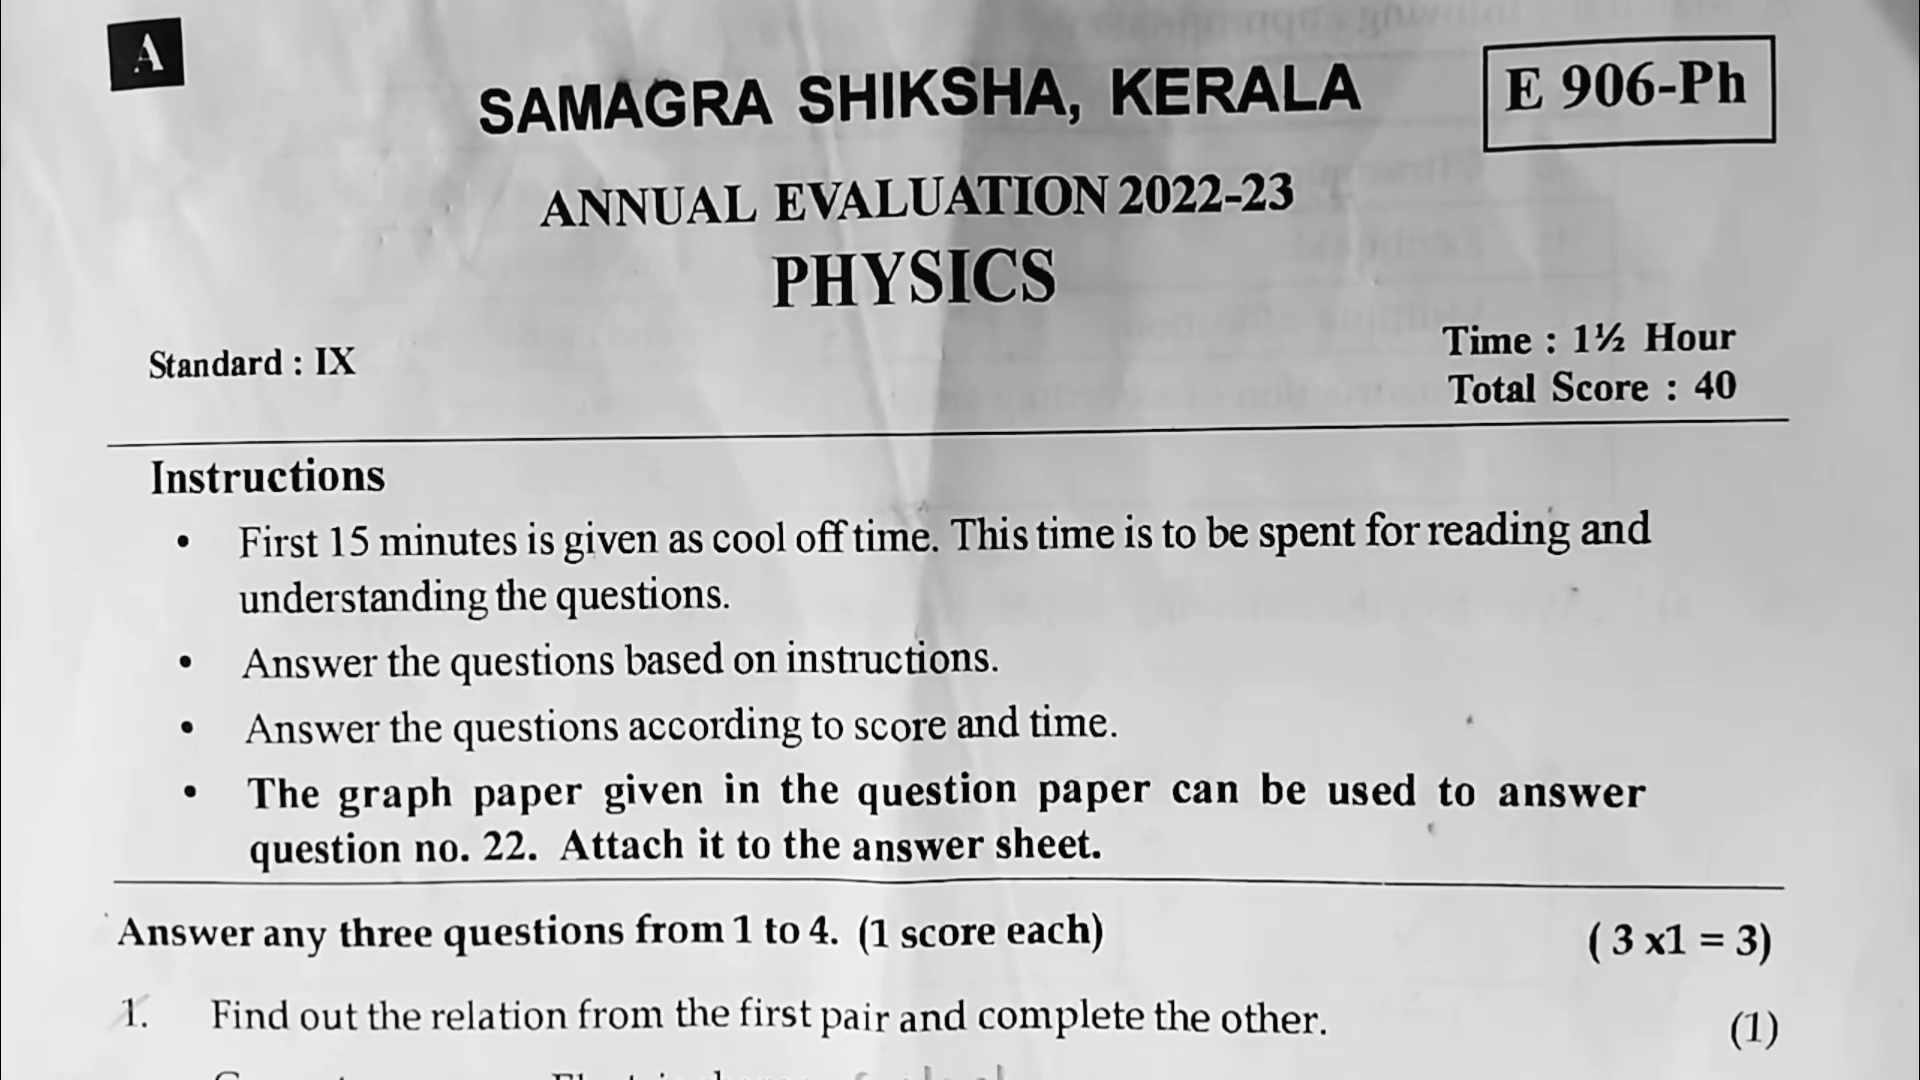 A
SAMAGRA SHIKSHA, KERALA
E 906-Ph
ANNUAL EVALUATION 2022-23
PHYSICS
Standard : IX
Time : 1½ Hour
Total Score : 40
Instructions
• First 15 minutes is given as cool off time. This time is to be spent for reading and
understanding the questions.
• Answer the questions based on instructions.
• Answer the questions according to score and time.
• The graph paper given in the question paper can be used to answer
question no. 22. Attach it to the answer sheet.
Answer any three questions from 1 to 4. (1 score each)
( 3 x1 = 3)
1. Find out the relation from the first pair and complete the other.
(1)